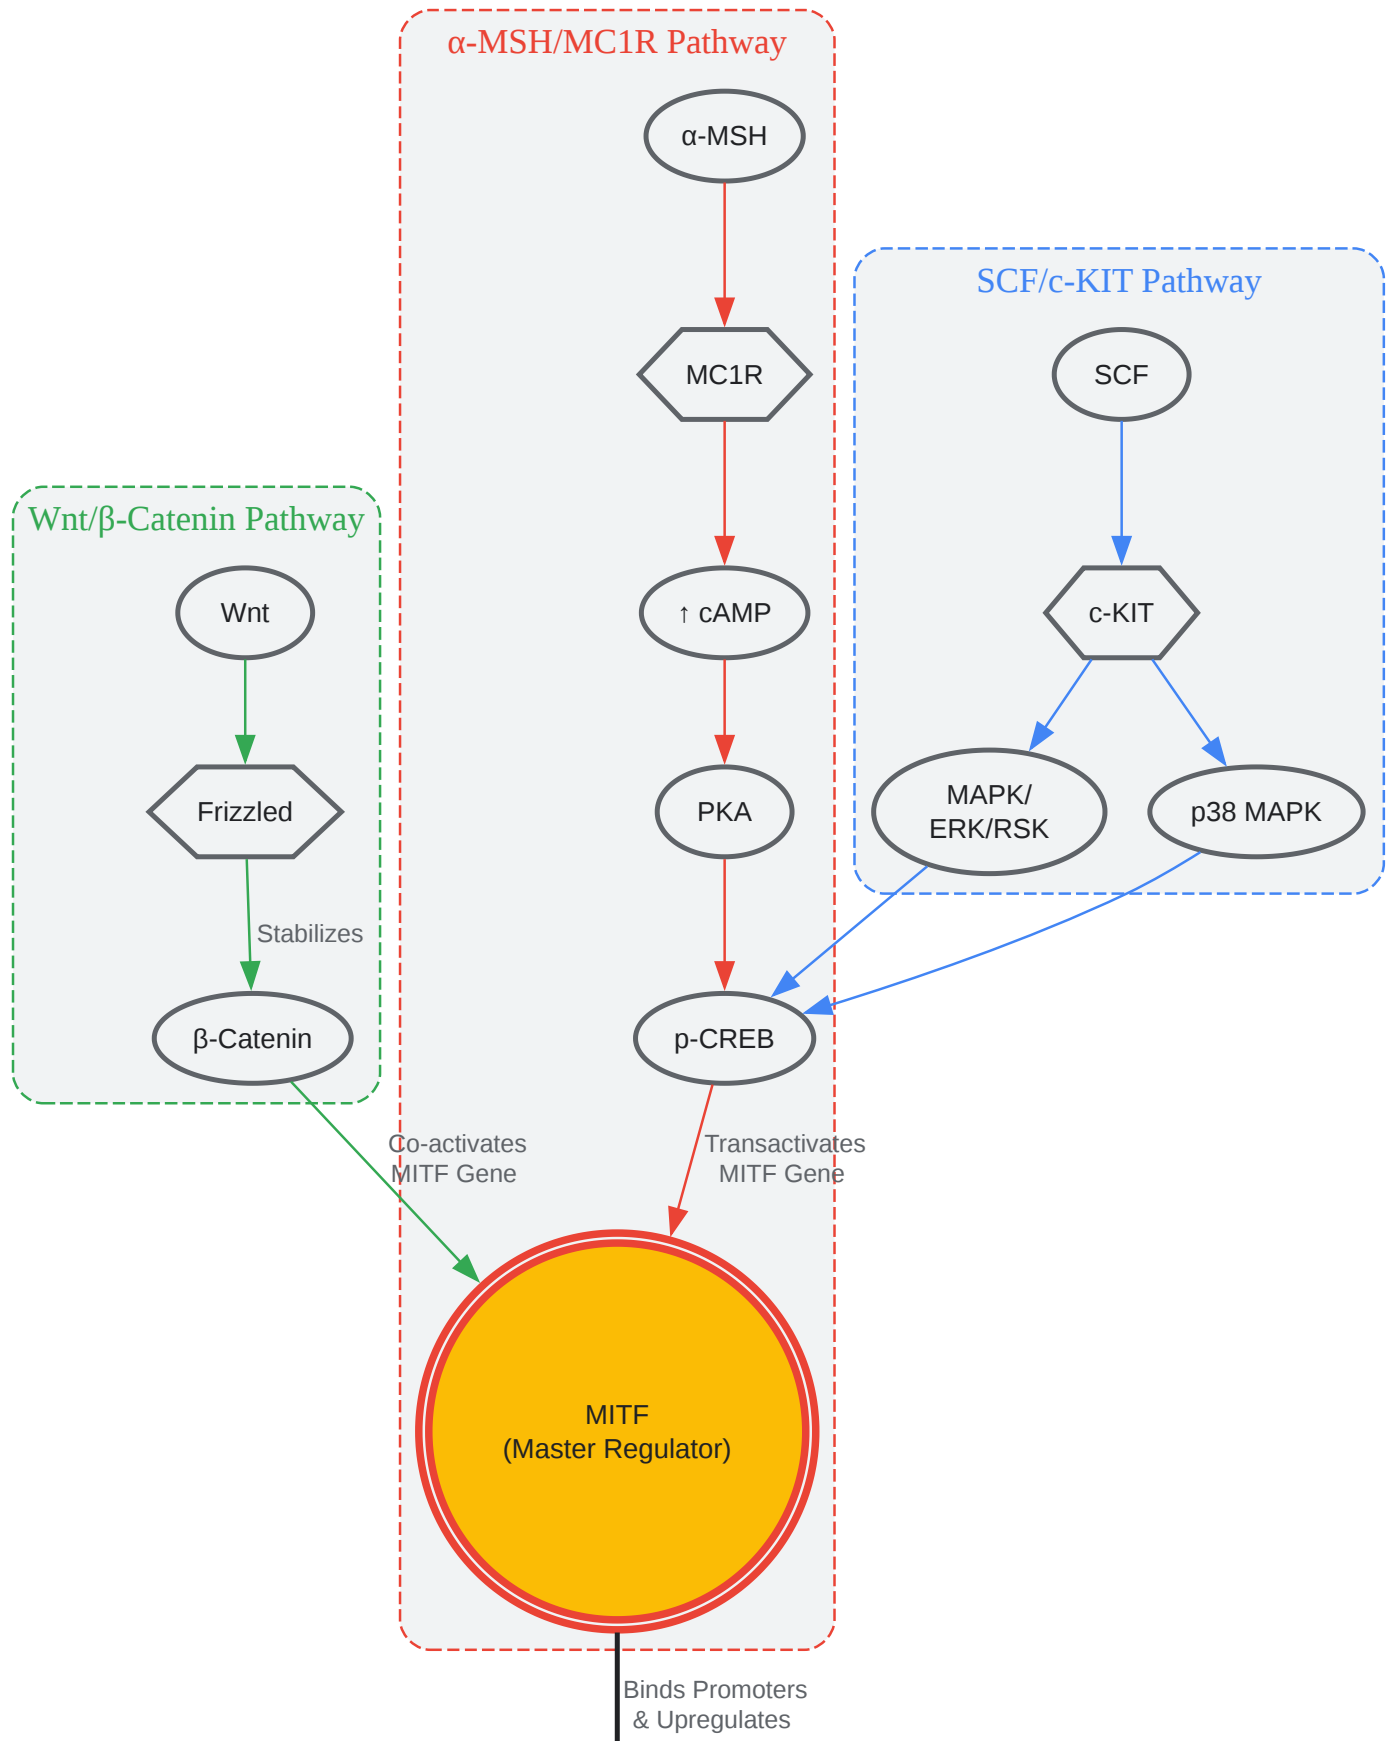 α-MSH/MC1R Pathway
α-MSH
MC1R
↑ cAMP
PKA
p-CREB
Transactivates
MITF Gene
SCF/c-KIT Pathway
SCF
c-KIT
MAPK/
ERK/RSK
p38 MAPK
Wnt/β-Catenin Pathway
Wnt
Frizzled
Stabilizes
β-Catenin
Co-activates
MITF Gene
MITF
(Master Regulator)
Binds Promoters
& Upregulates